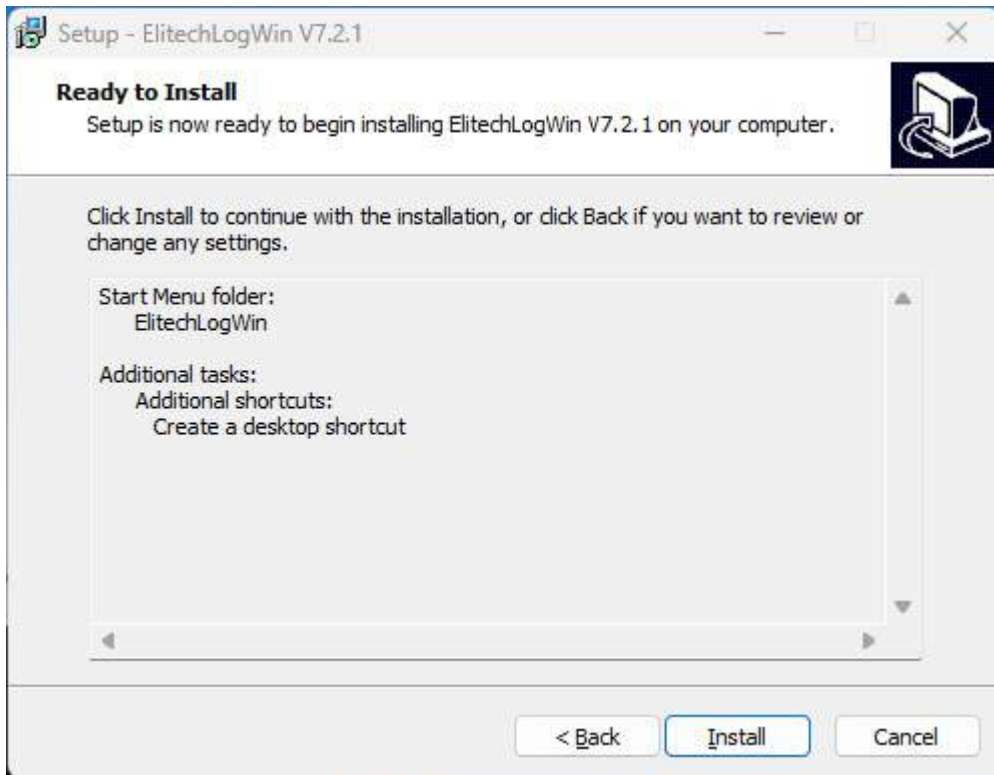 Setup - ElitechLogWin V7.2.1
Ready to Install
Setup is now ready to begin installing ElitechLogWin V7.2.1 on your computer.
Click Install to continue with the installation, or click Back if you want to review or
change any settings.
Start Menu folder:
ElitechLogWin
Additional tasks:
Additional shortcuts:
Create a desktop shortcut
< Back
Install
Cancel